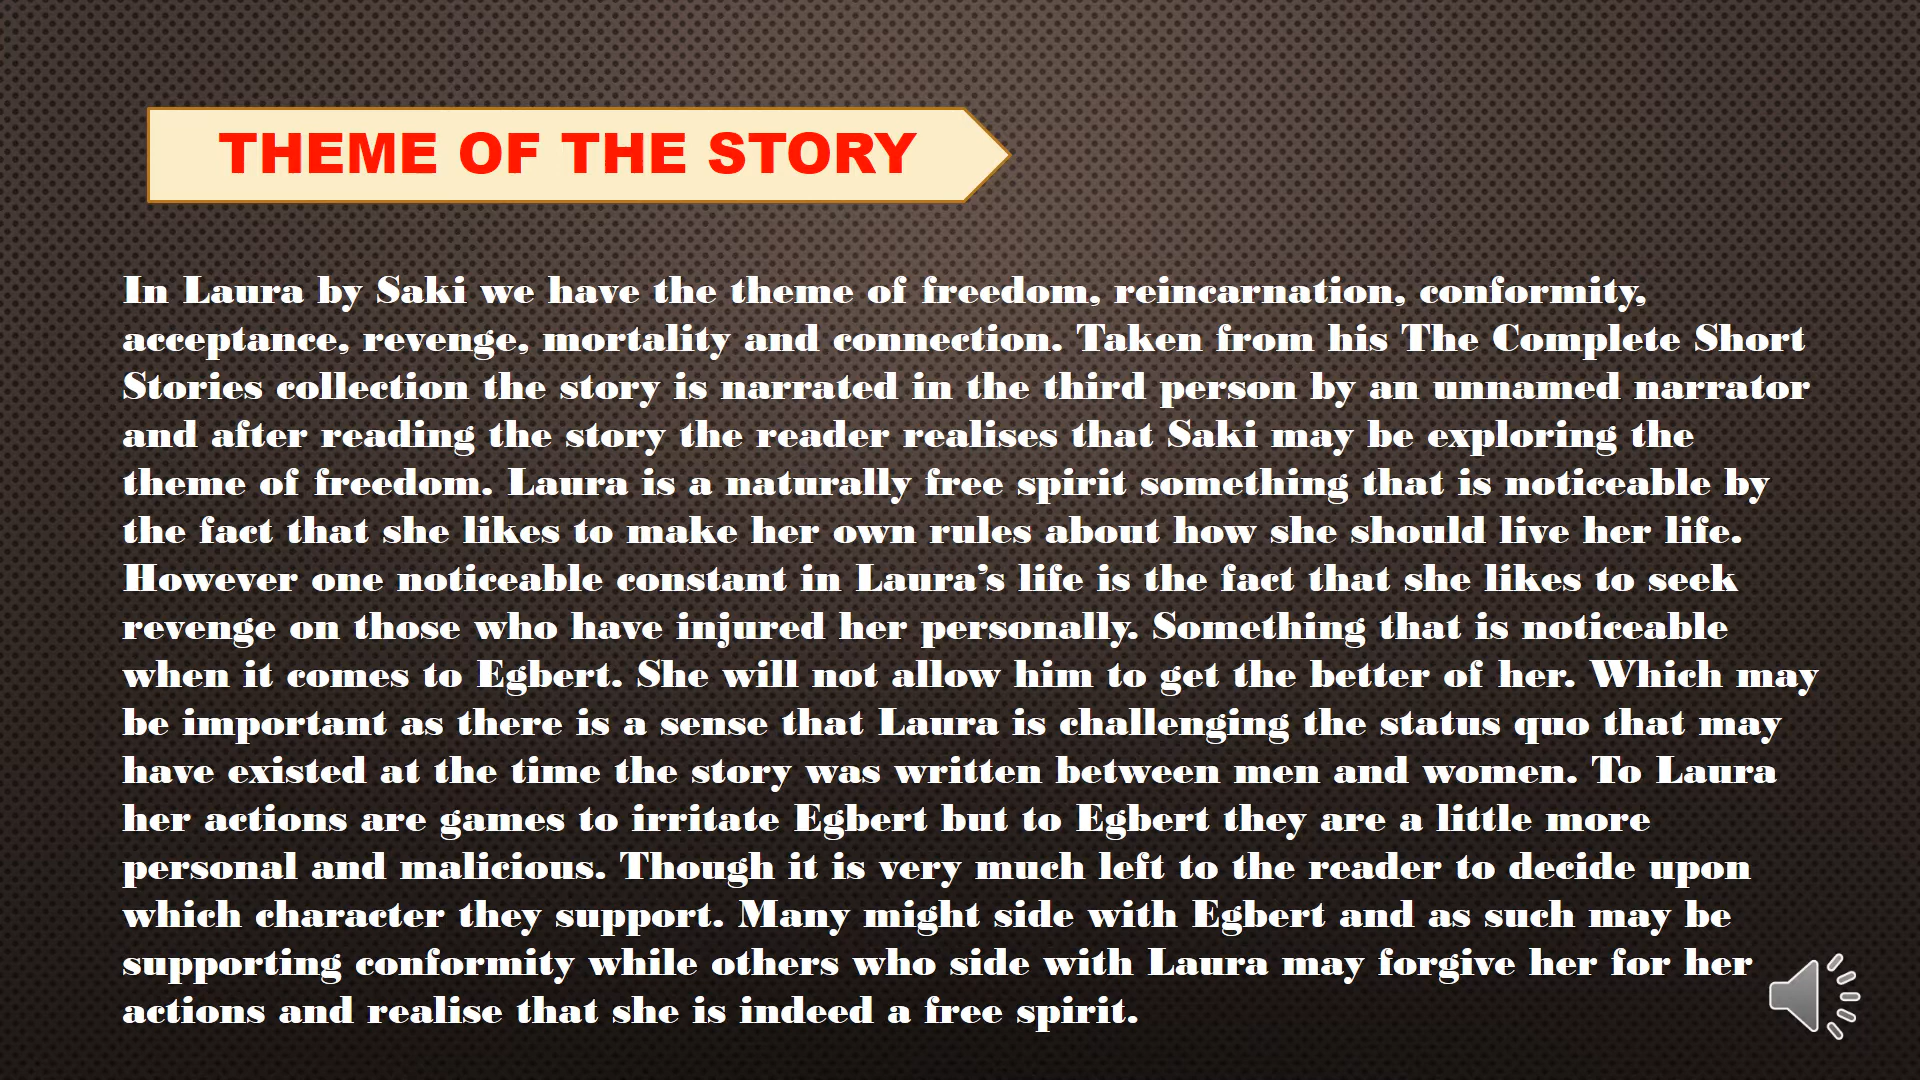 THEME OF THE STORY
In Laura by Saki we have the theme of freedom, reincarnation, conformity,
acceptance, revenge, mortality and connection. Taken from his The Complete Short
Stories collection the story is narrated in the third person by an unnamed narrator
and after reading the story the reader realises that Saki may be exploring the
theme of freedom. Laura is a naturally free spirit something that is noticeable by
the fact that she likes to make her own rules about how she should live her life.
However one noticeable constant in Laura’s life is the fact that she likes to seek
revenge on those who have injured her personally. Something that is noticeable
when it comes to Egbert. She will not allow him to get the better of her. Which may
be important as there is a sense that Laura is challenging the status quo that may
have existed at the time the story was written between men and women. To Laura
her actions are games to irritate Egbert but to Egbert they are a little more
personal and malicious. Though it is very much left to the reader to decide upon
which character they support. Many might side with Egbert and as such may be
supporting conformity while others who side with Laura may forgive her for her
actions and realise that she is indeed a free spirit.